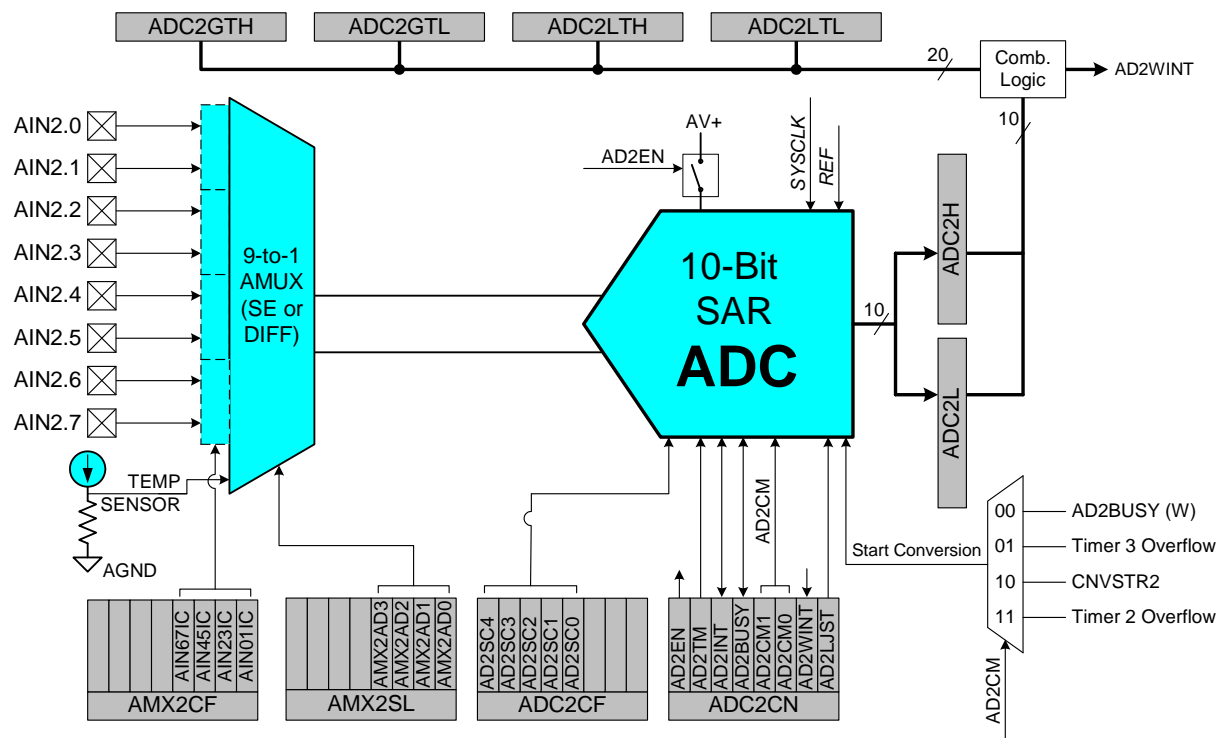 ADC2GTH
ADC2GTL
ADC2LTH
ADC2LTL
20
Comb.
Logic
AD2WINT
10
AIN2.0
AIN2.1
AIN2.2
AIN2.3
AIN2.4
AIN2.5
AIN2.6
AIN2.7
9-to-1
AMUX
(SE or
DIFF)
AV+
AD2EN
SYSCLK
REF
10-Bit
SAR
ADC
10
ADC2H
ADC2L
TEMP
SENSOR
AGND
AD2CM
Start Conversion
00
01
10
11
AD2BUSY (W)
Timer 3 Overflow
CNVSTR2
Timer 2 Overflow
AD2CM
AIN67IC
AIN45IC
AIN23IC
AIN01IC
AMX2CF
AMX2AD3
AMX2AD2
AMX2AD1
AMX2AD0
AMX2SL
AD2SC4
AD2SC3
AD2SC2
AD2SC1
AD2SC0
ADC2CF
AD2EN
AD2TM
AD2INT
AD2BUSY
AD2CM1
AD2CM0
AD2WINT
AD2LJST
ADC2CN